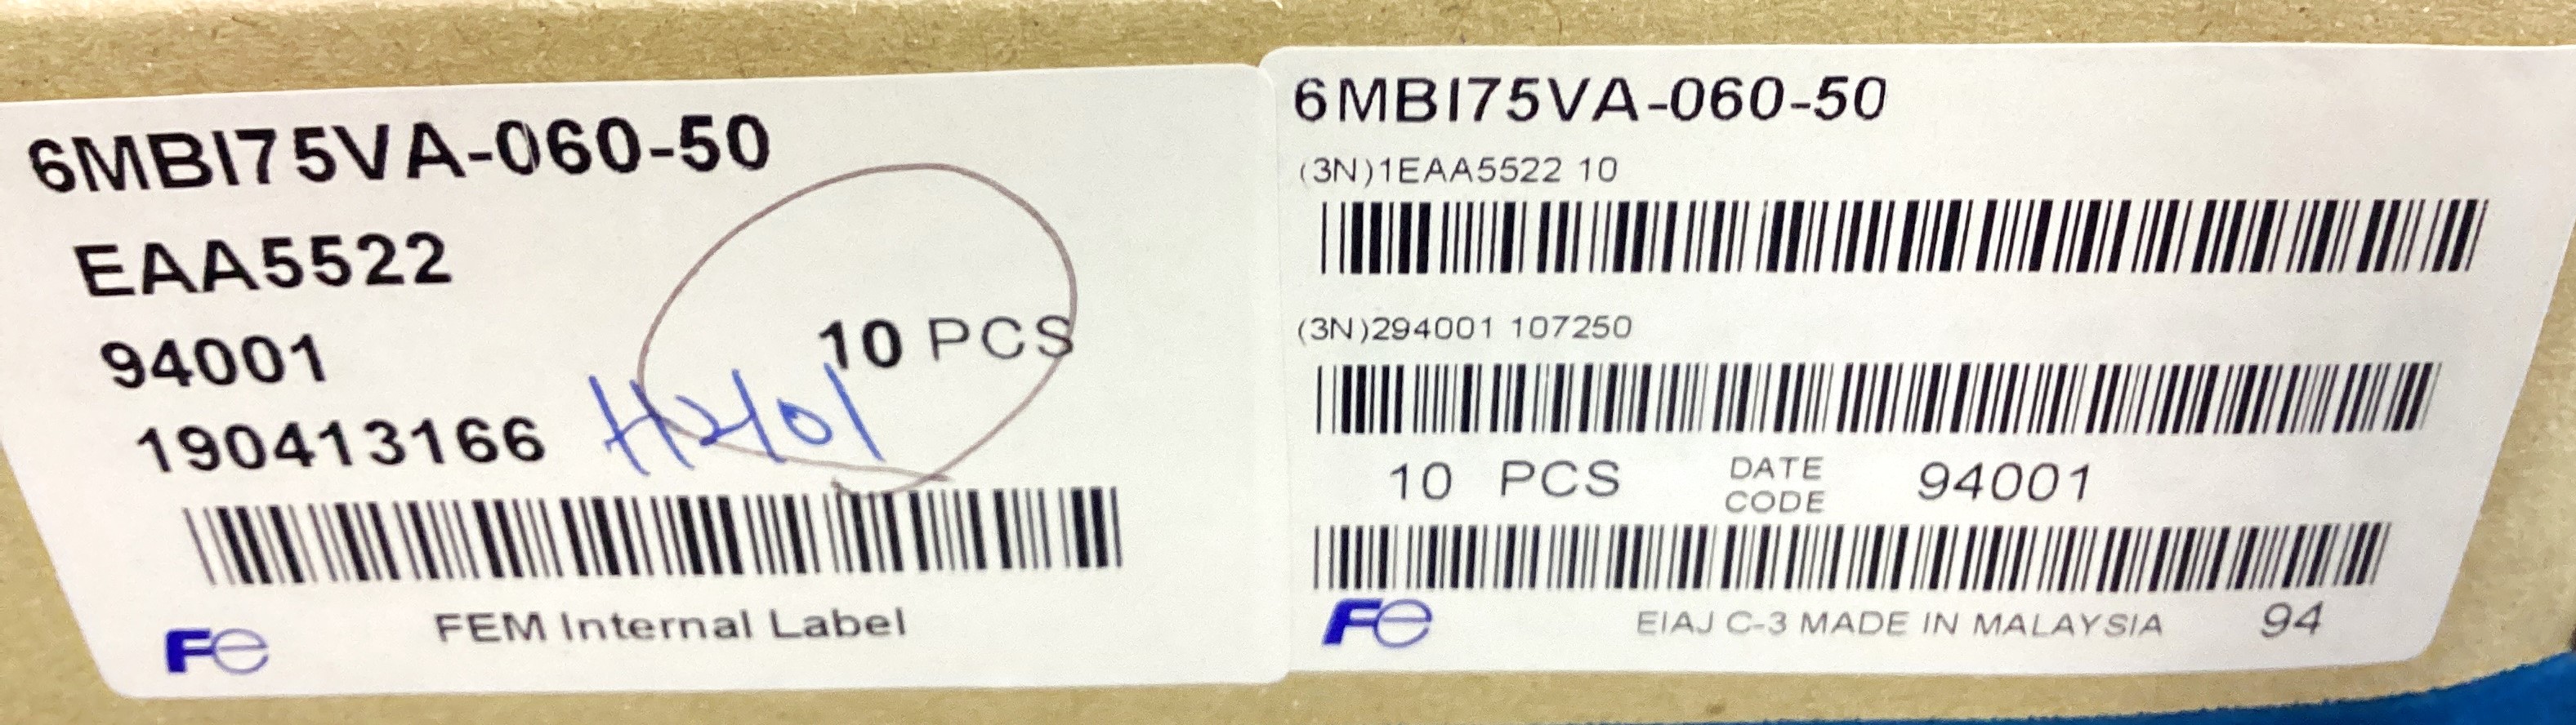 6MBI75VA-060-50
EAA5522
94001
10 PCS
190413166
FEM Internal Label
Fe
6MBI75VA-060-50
(3N)1EAA5522 10
(3N)294001 107250
10 PCS DATE CODE 94001
Fe EIAJ C-3 MADE IN MALAYSIA 94